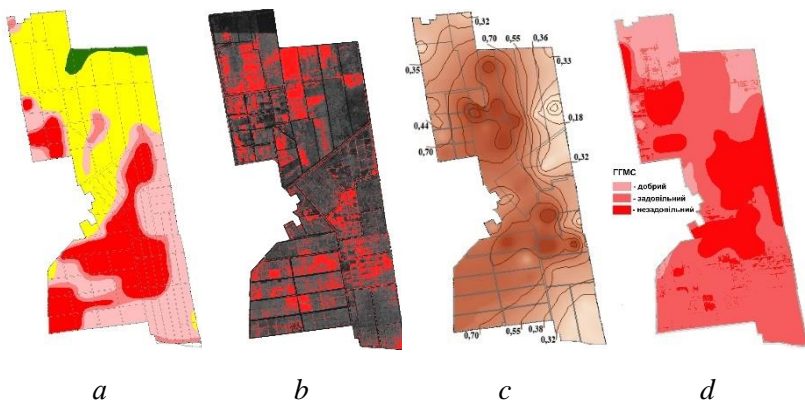 0,32
0,70
0,55
0,36
0,33
0,35
0,18
0,44
0,70
0,32
ГГМС
- добрий
- задовільний
- незадовільний
0,70
0,55
0,38
0,32
a
b
c
d